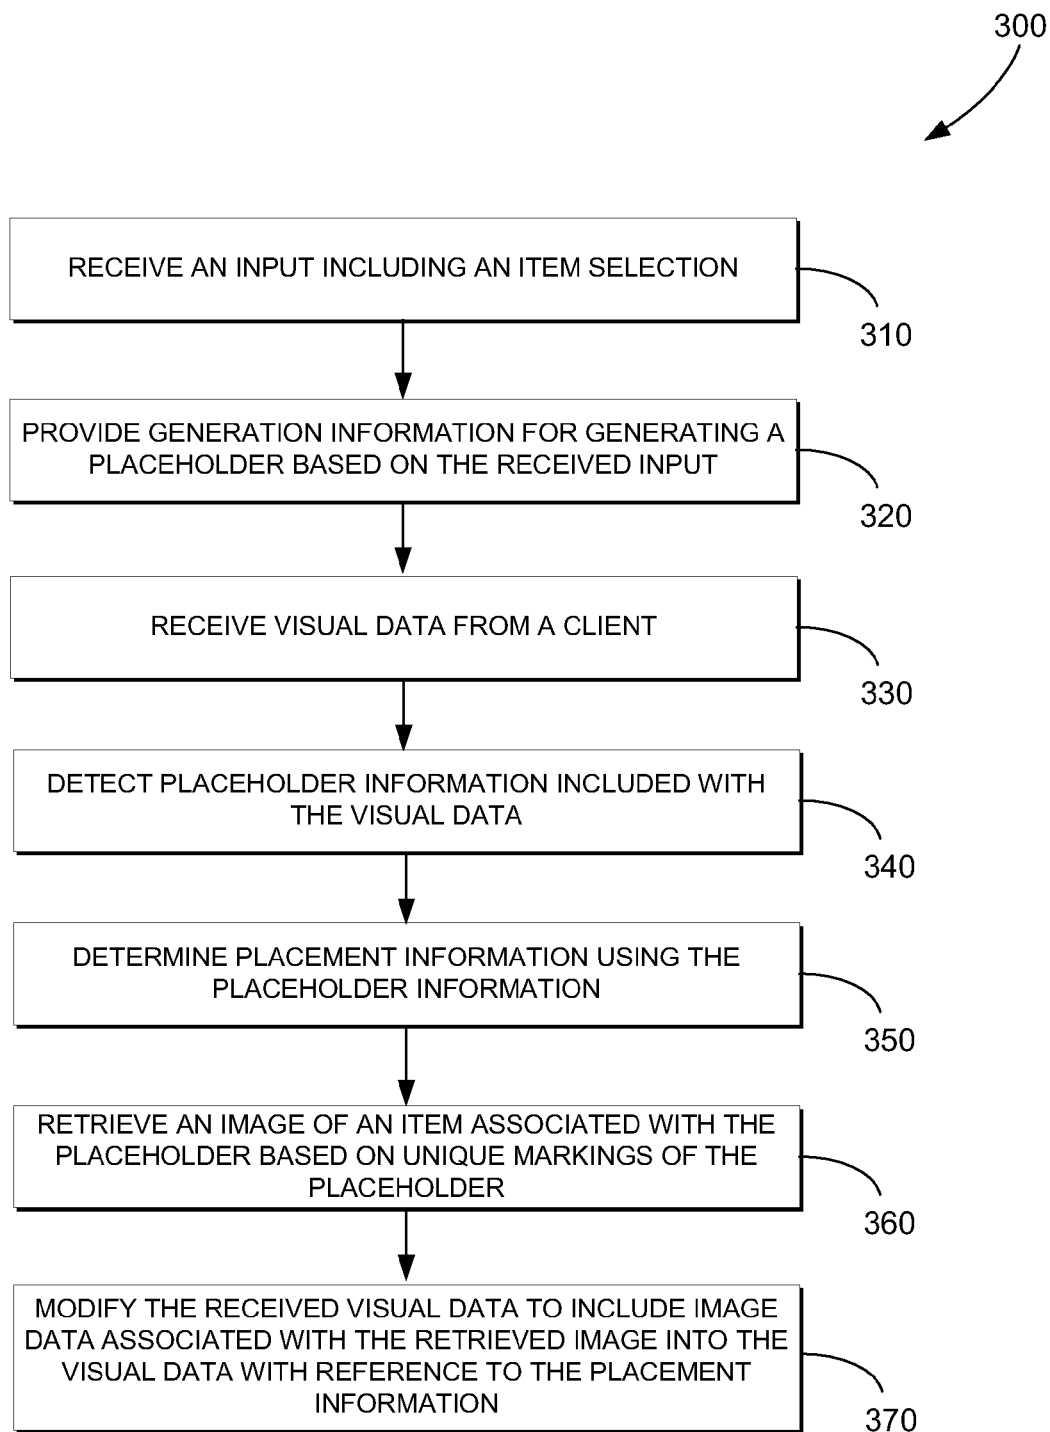 300
RECEIVE AN INPUT INCLUDING AN ITEM SELECTION
310
PROVIDE GENERATION INFORMATION FOR GENERATING A
PLACEHOLDER BASED ON THE RECEIVED INPUT
320
RECEIVE VISUAL DATA FROM A CLIENT
330
DETECT PLACEHOLDER INFORMATION INCLUDED WITH
THE VISUAL DATA
340
DETERMINE PLACEMENT INFORMATION USING THE
PLACEHOLDER INFORMATION
350
RETRIEVE AN IMAGE OF AN ITEM ASSOCIATED WITH THE
PLACEHOLDER BASED ON UNIQUE MARKINGS OF THE
PLACEHOLDER
360
MODIFY THE RECEIVED VISUAL DATA TO INCLUDE IMAGE
DATA ASSOCIATED WITH THE RETRIEVED IMAGE INTO THE
VISUAL DATA WITH REFERENCE TO THE PLACEMENT
INFORMATION
370